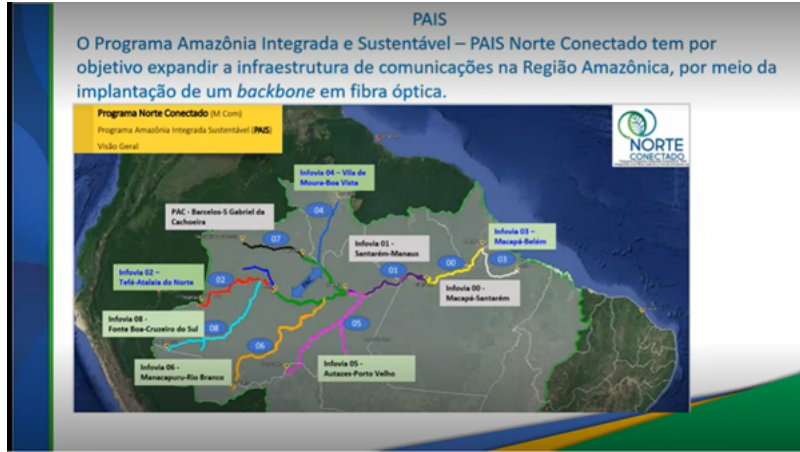 PAIS
O Programa Amazônia Integrada e Sustentável – PAIS Norte Conectado tem por
objetivo expandir a infraestrutura de comunicações na Região Amazônica, por meio da
implantação de um backbone em fibra óptica.
Programa Norte Conectado (M Com)
Programa Amazônia Integrada Sustentável (PAIS)
Visão Geral
NORTE
CONECTADO
Infovia 04 – Vila de
Moura-Boa Vista
04
PAC - Barcelos-S Gabriel da
Cachoeira
07
Infovia 01 -
Santarém-Manaus
Infovia 03 –
Macapá-Belém
03
00
01
Infovia 02 –
Tefé-Atalaia do Norte
02
Infovia 00 -
Macapá-Santarém
Infovia 08 -
Fonte Boa-Cruzeiro do Sul
08
05
06
Infovia 06 -
Manacapuru-Rio Branco
Infovia 05 -
Autazes-Porto Velho